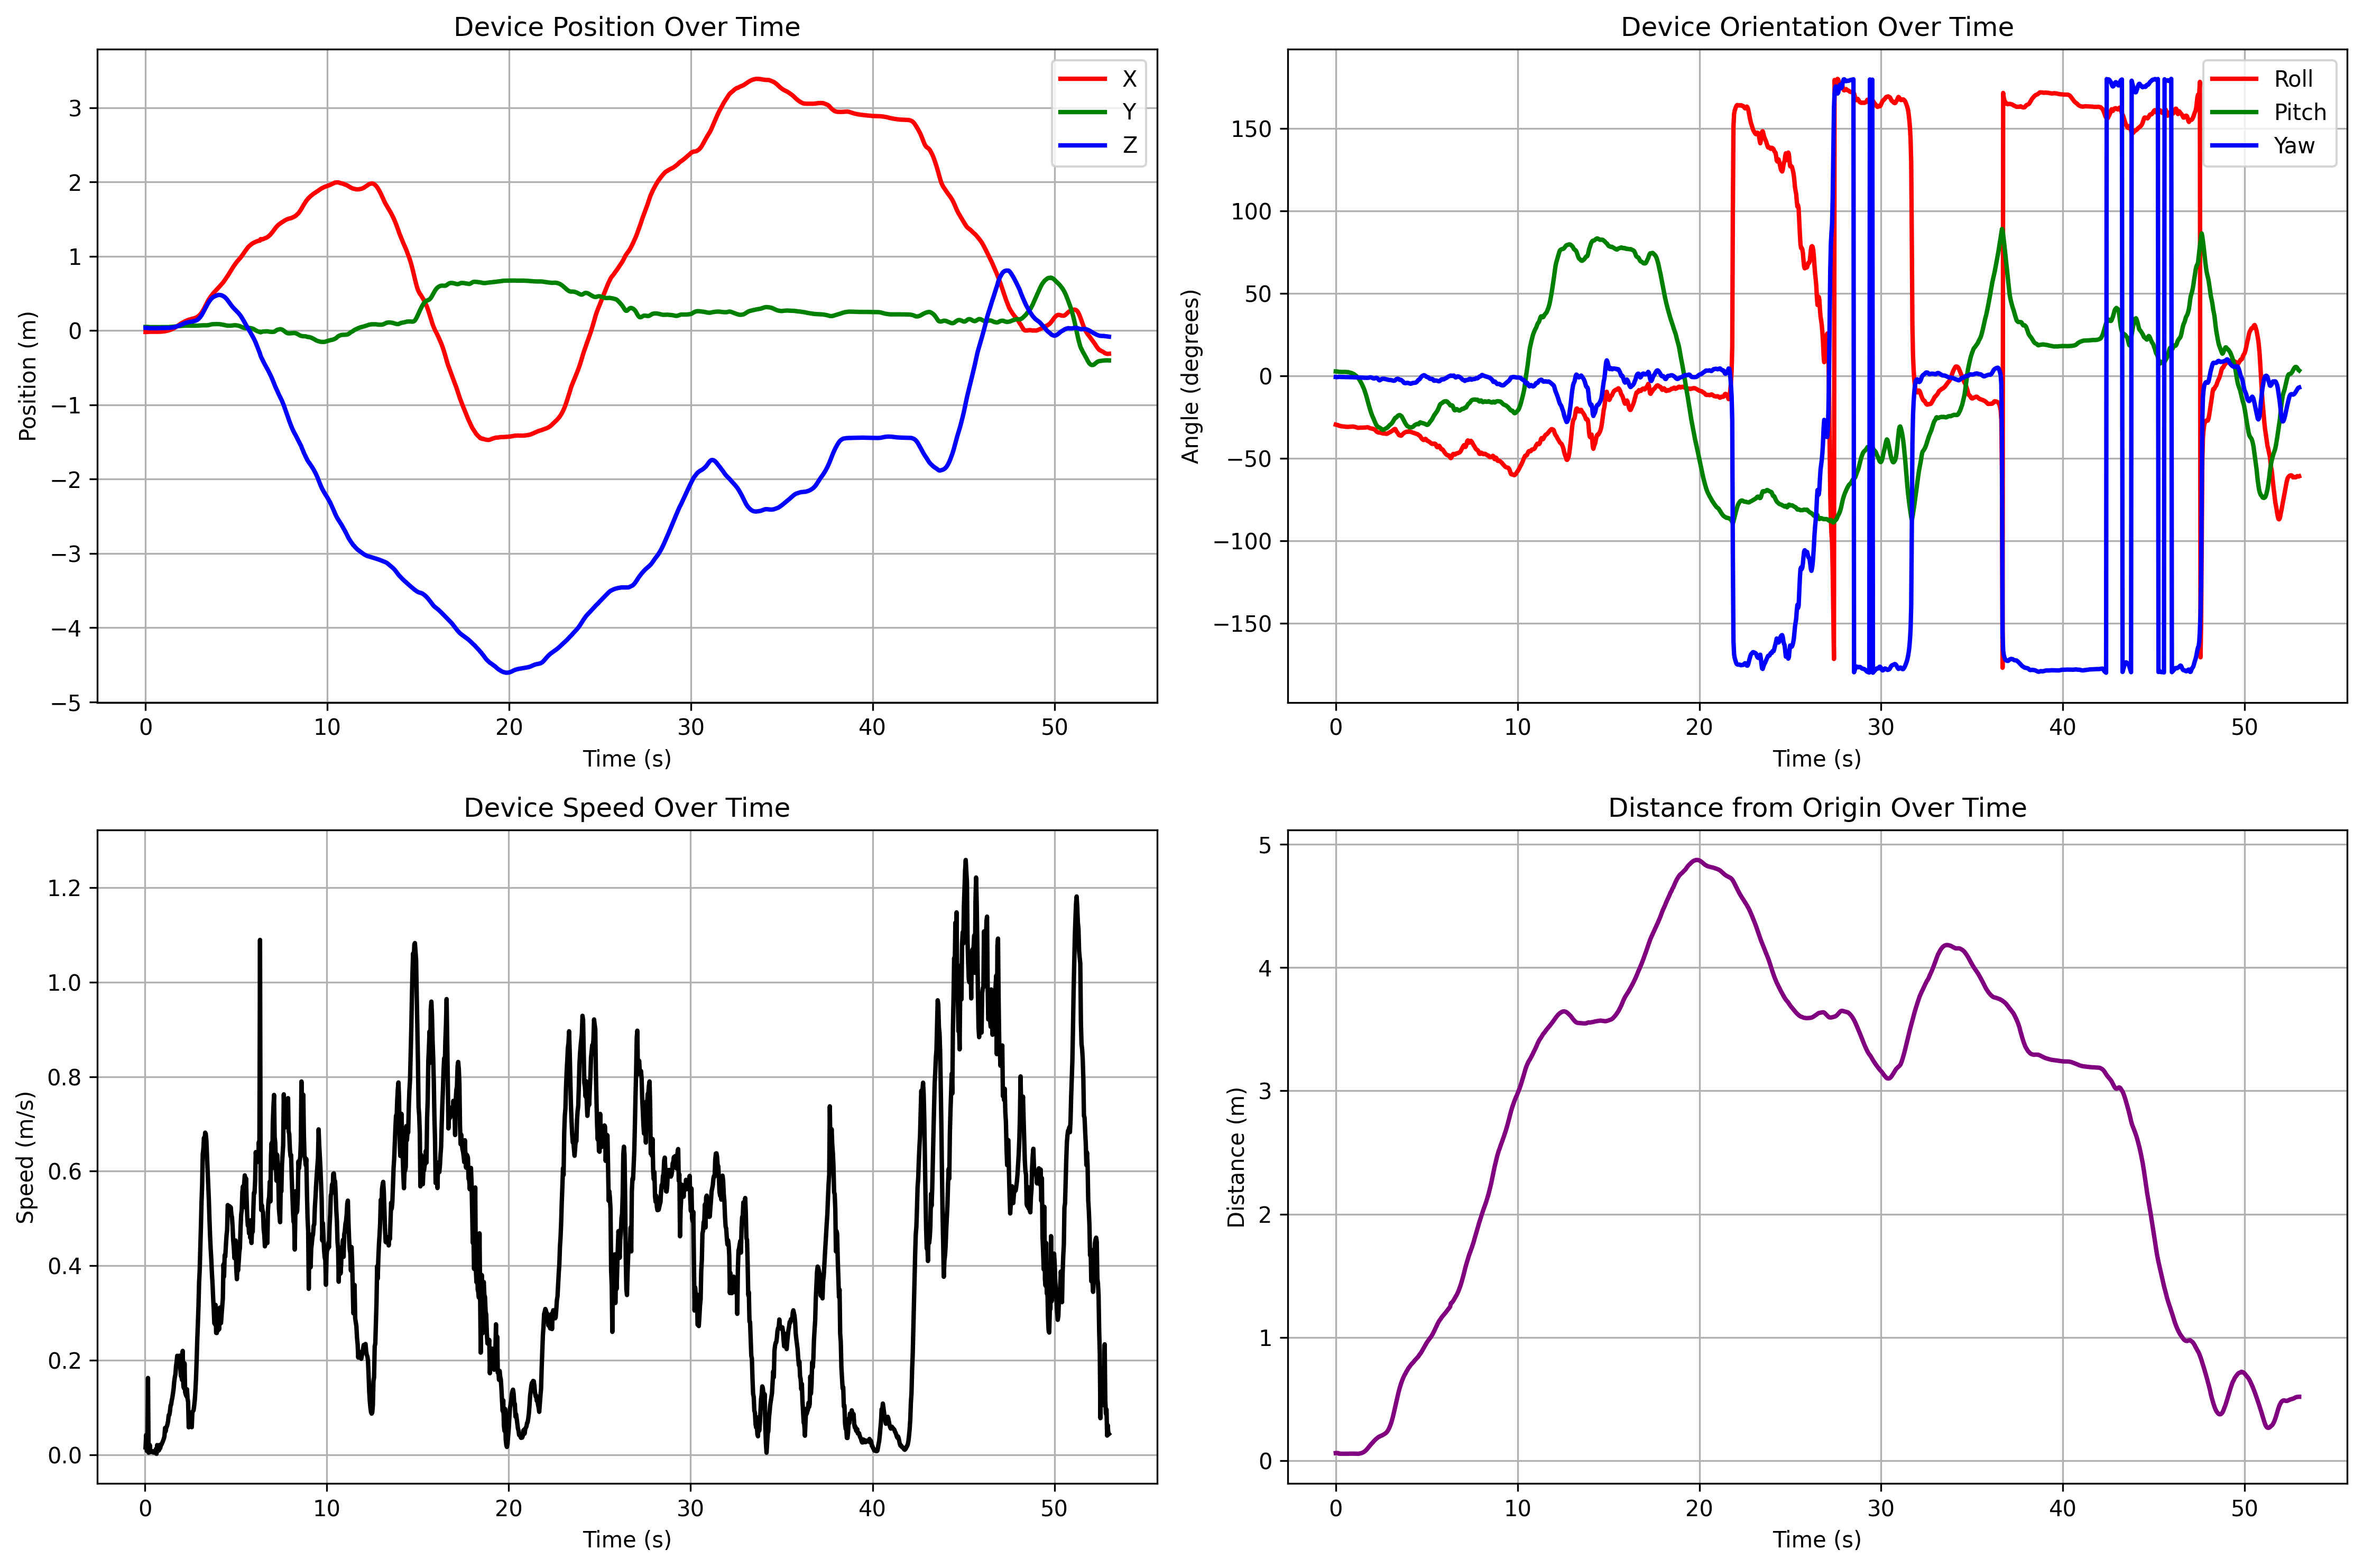 Device Position Over Time
X
Y
Z
Position (m)
3
2
1
0
−1
−2
−3
−4
−5
0 10 20 30 40 50
Time (s)
Device Orientation Over Time
Roll
Pitch
Yaw
Angle (degrees)
150
100
50
0
−50
−100
−150
0 10 20 30 40 50
Time (s)
Device Speed Over Time
Speed (m/s)
1.2
1.0
0.8
0.6
0.4
0.2
0.0
0 10 20 30 40 50
Time (s)
Distance from Origin Over Time
Distance (m)
5
4
3
2
1
0
0 10 20 30 40 50
Time (s)